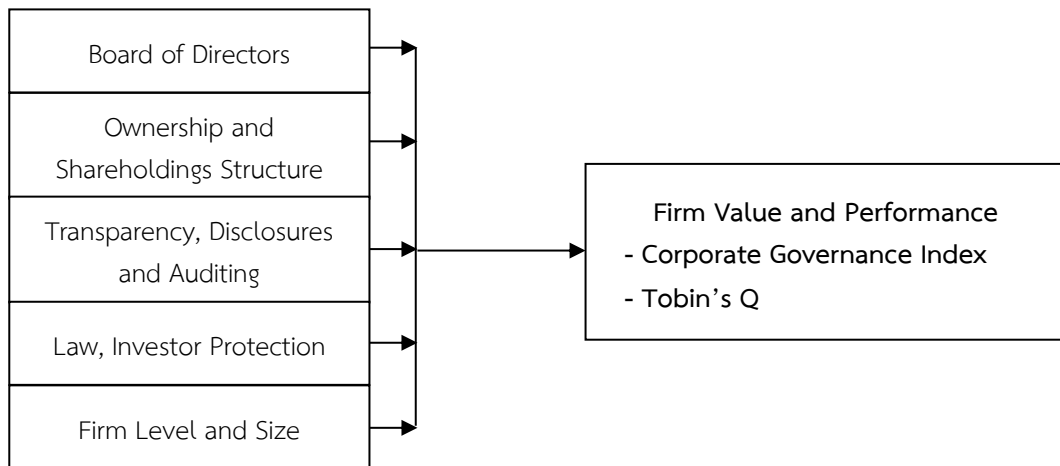 Board of Directors
Ownership and
Shareholdings Structure
Transparency, Disclosures
and Auditing
Law, Investor Protection
Firm Level and Size
Firm Value and Performance
- Corporate Governance Index
- Tobin’s Q